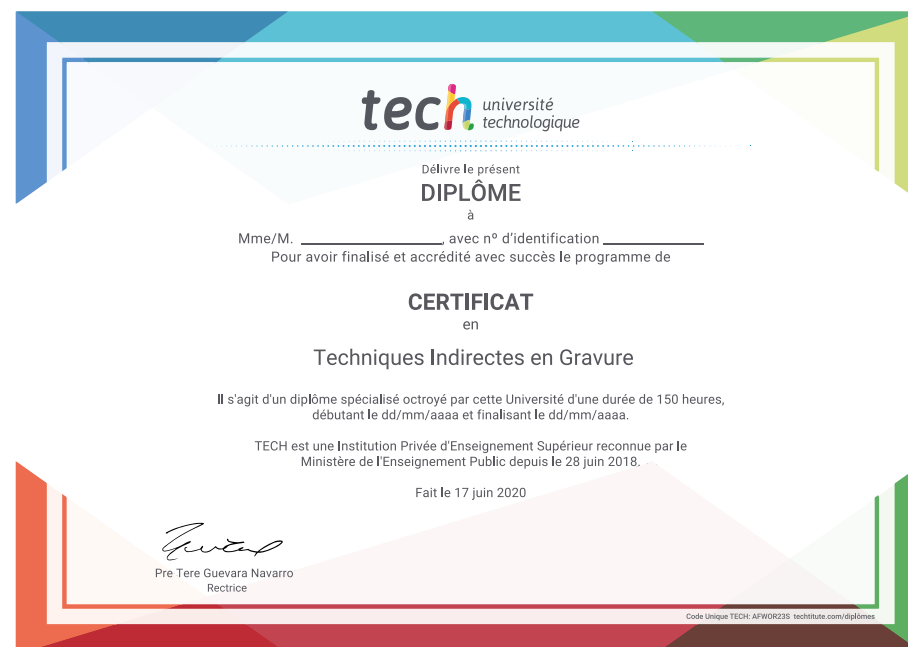 tech université
technologique
Délivre le présent
DIPLÔME
à
Mme/M. ____________________, avec nº d'identification ______________
Pour avoir finalisé et accrédité avec succès le programme de
CERTIFICAT
en
Techniques Indirectes en Gravure
Il s'agit d'un diplôme spécialisé octroyé par cette Université d'une durée de 150 heures,
débutant le dd/mm/aaaa et finalisant le dd/mm/aaaa.
TECH est une Institution Privée d'Enseignement Supérieur reconnue par le
Ministère de l'Enseignement Public depuis le 28 juin 2018.
Fait le 17 juin 2020
Pre Tere Guevara Navarro
Rectrice
Code Unique TECH: AFWOR23S techtitute.com/diplômes